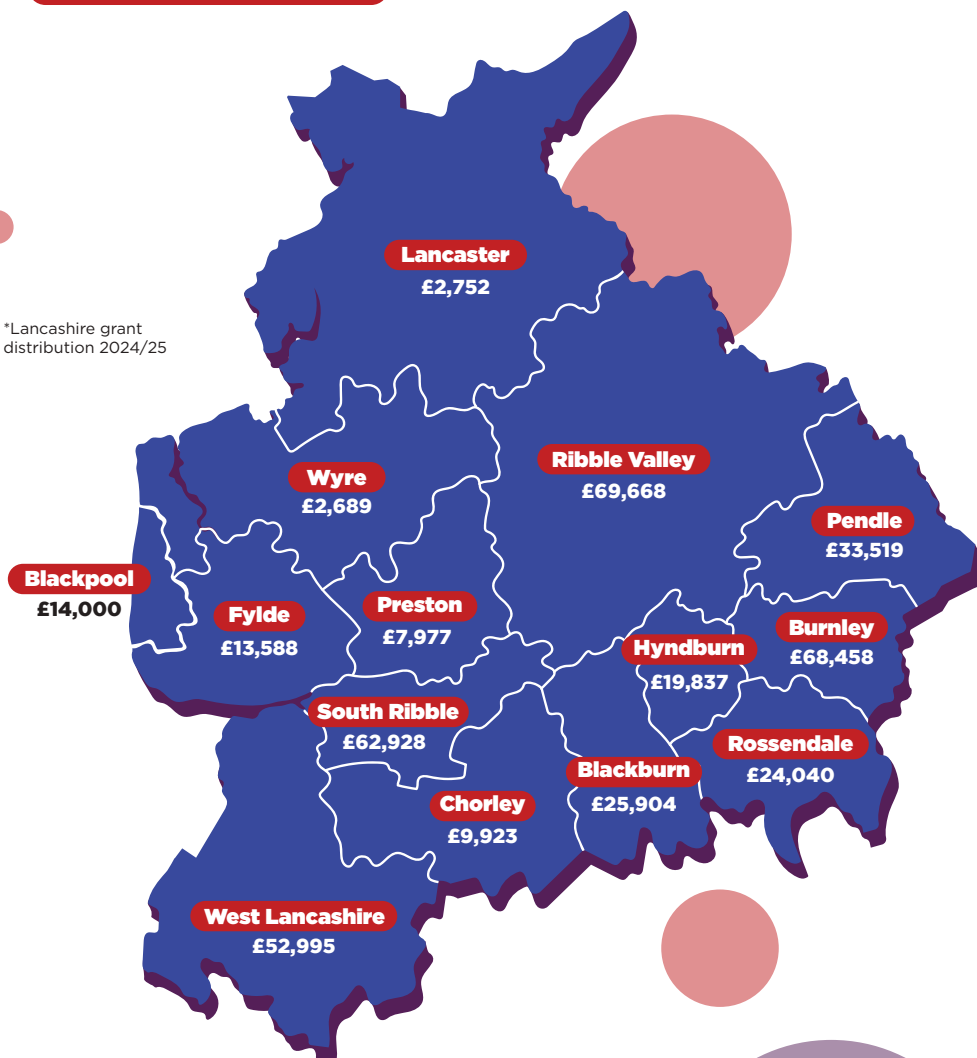 Lancaster
£2,752
*Lancashire grant
distribution 2024/25
Ribble Valley
£69,668
Wyre
£2,689
Pendle
£33,519
Blackpool
£14,000
Fylde
£13,588
Preston
£7,977
Hyndburn
£19,837
Burnley
£68,458
South Ribble
£62,928
Rossendale
£24,040
Blackburn
£25,904
Chorley
£9,923
West Lancashire
£52,995